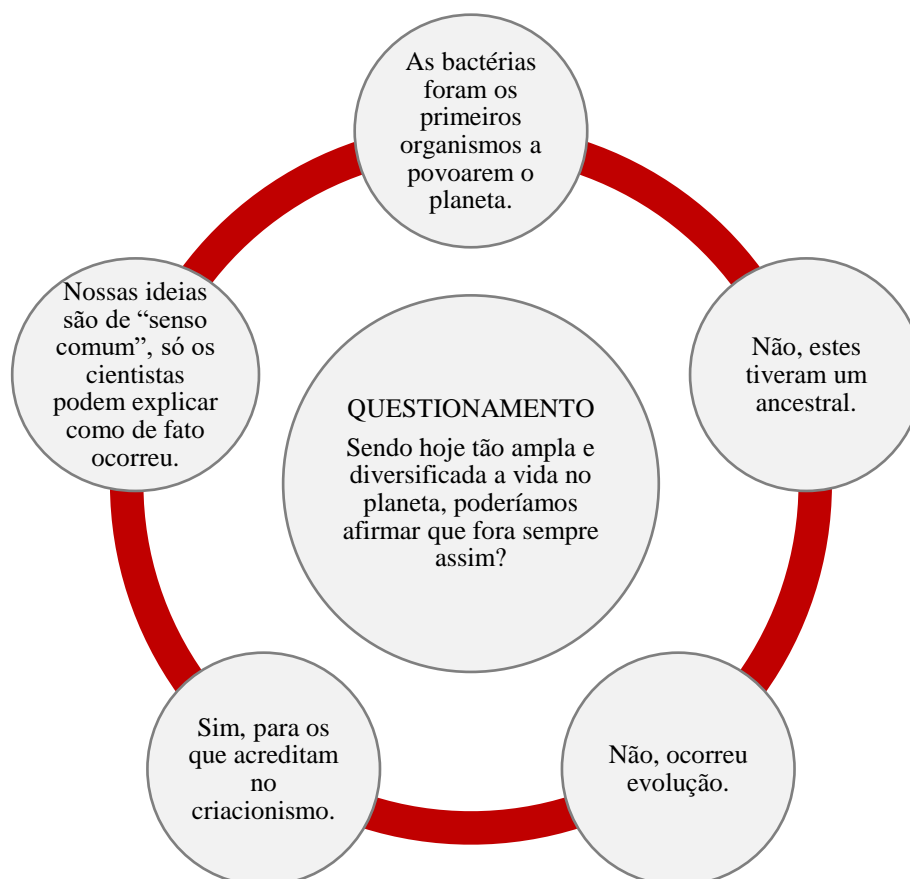 As bactérias
foram os
primeiros
organismos a
povoarem o
planeta.
Não, estes
tiveram um
ancestral.
Não, ocorreu
evolução.
Sim, para os
que acreditam
no
criacionismo.
Nossas ideias
são de “senso
comum”, só os
cientistas
podem explicar
como de fato
ocorreu.
QUESTIONAMENTO
Sendo hoje tão ampla e
diversificada a vida no
planeta, poderíamos
afirmar que fora sempre
assim?